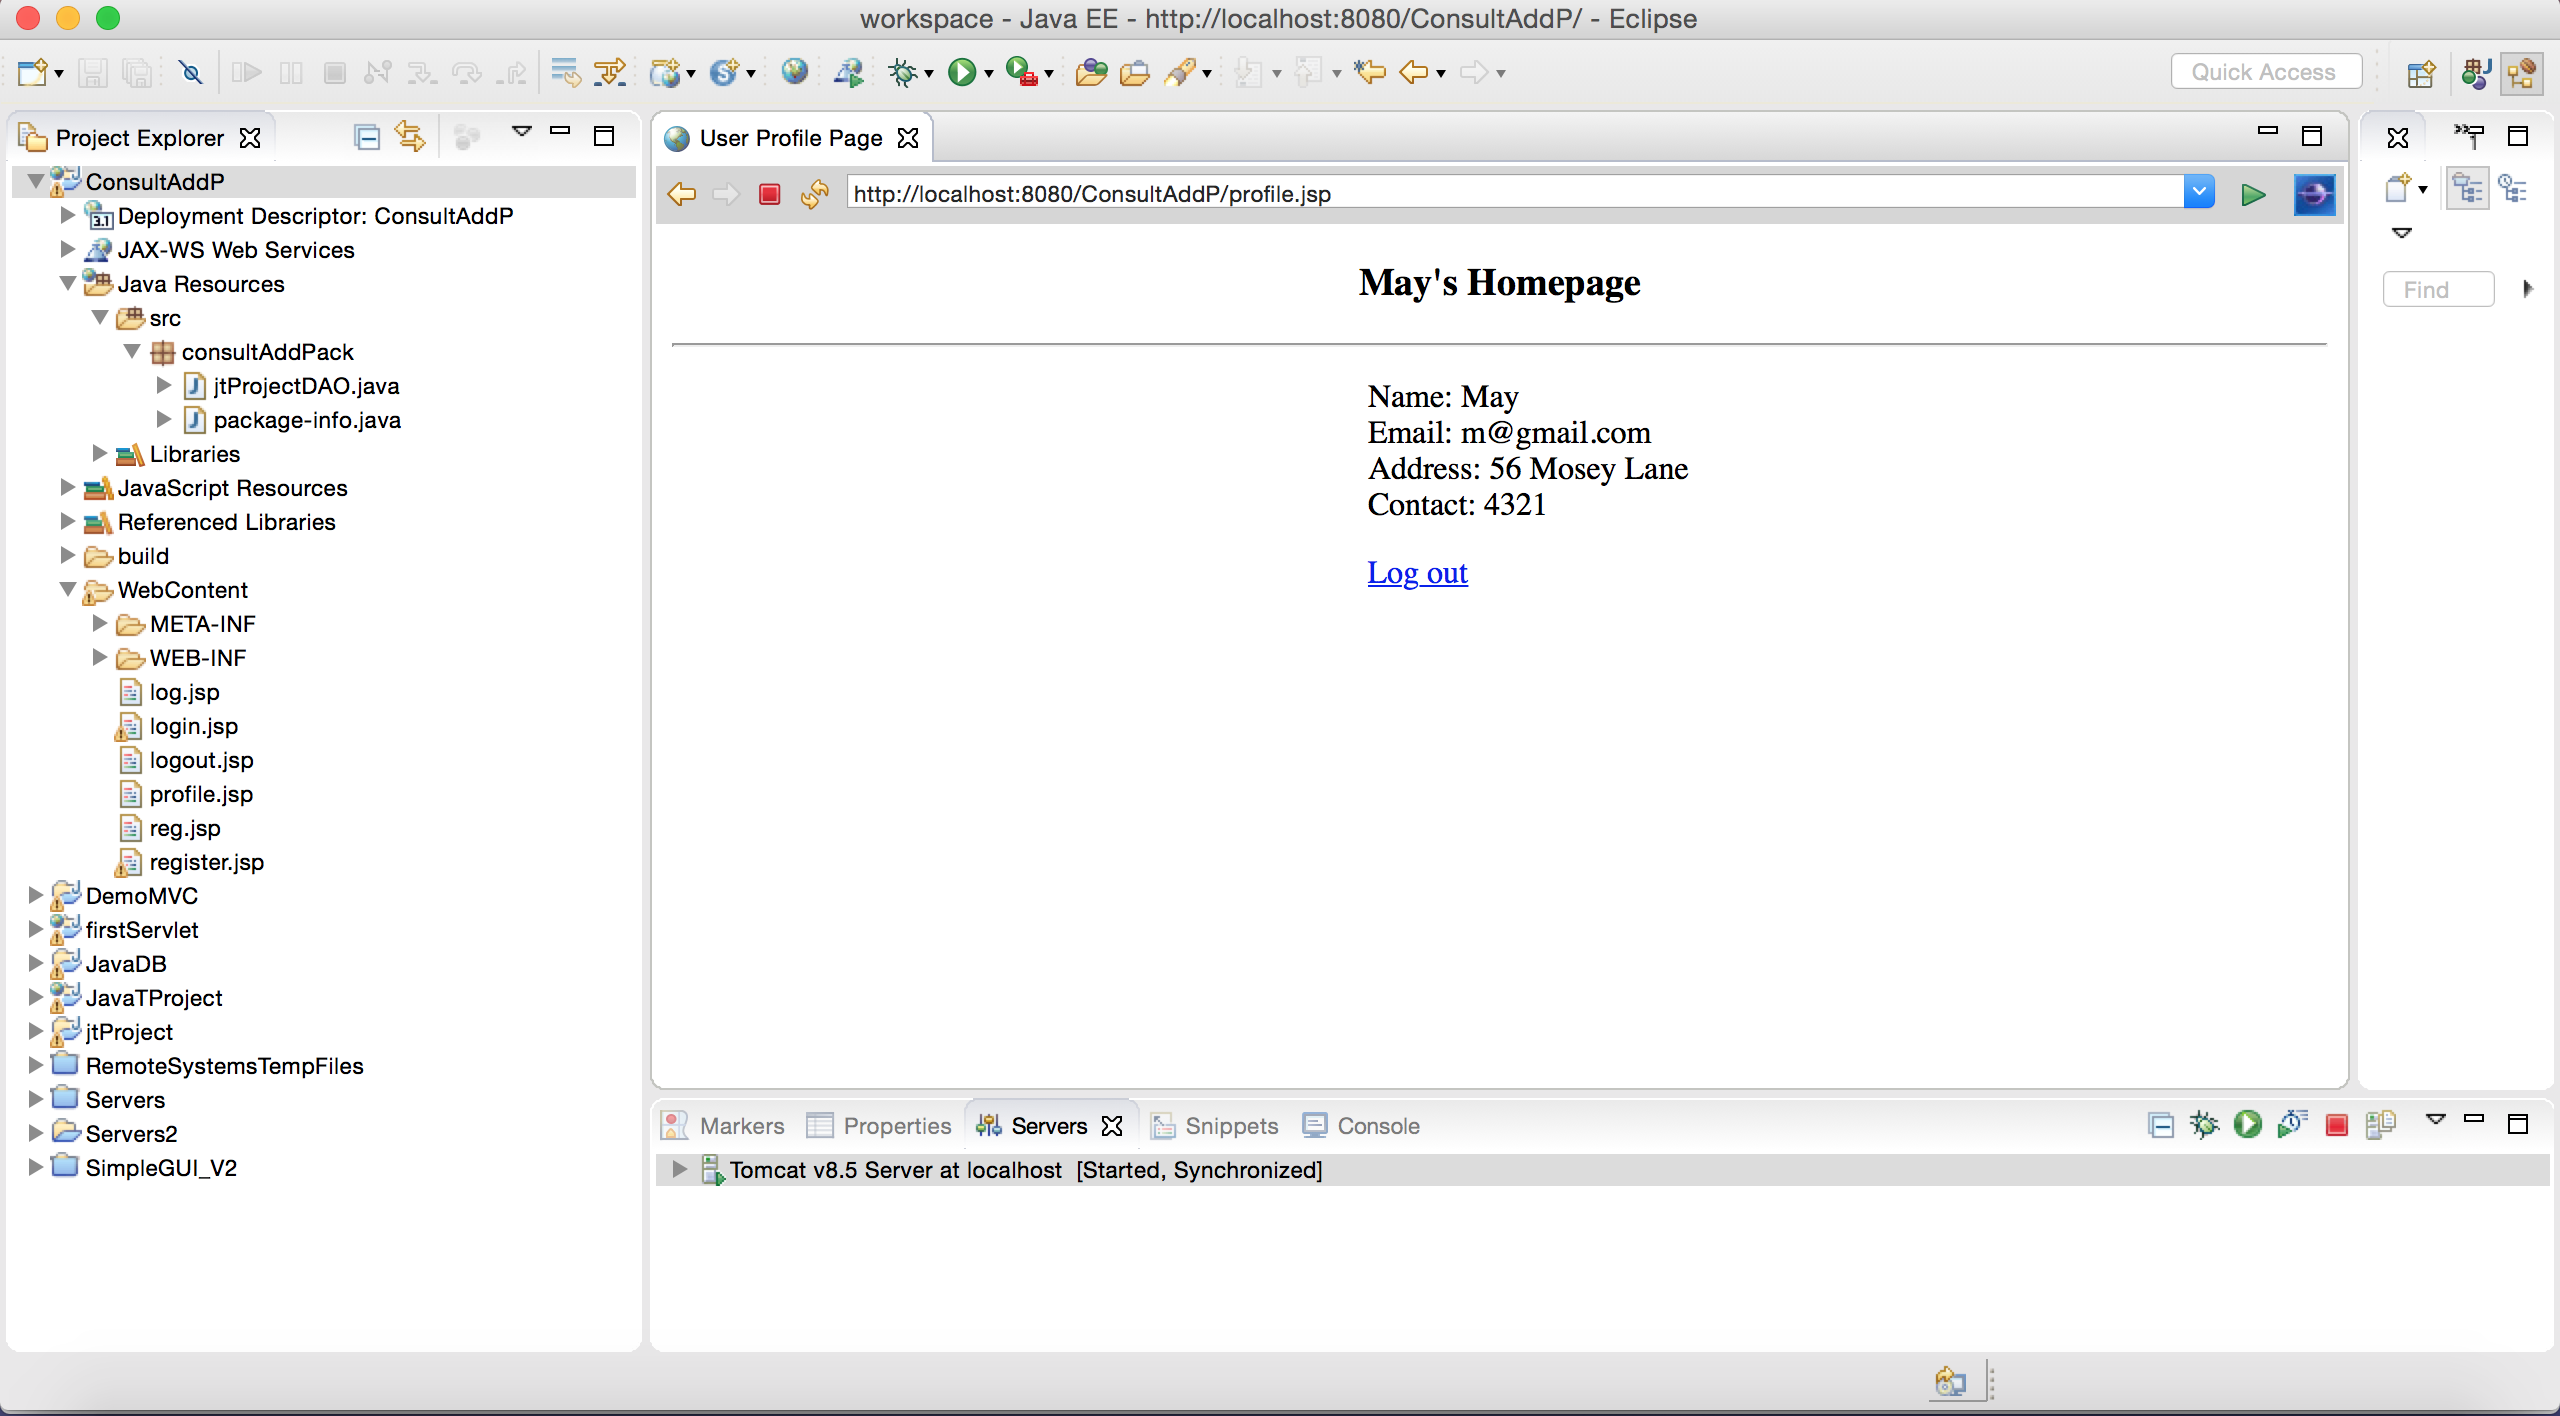 workspace - Java EE - http://localhost:8080/ConsultAddP/ - Eclipse
Quick Access
Project Explorer
ConsultAddP
3.1 Deployment Descriptor: ConsultAddP
JAX-WS Web Services
Java Resources
src
consultAddPack
jtProjectDAO.java
package-info.java
Libraries
JavaScript Resources
Referenced Libraries
build
WebContent
META-INF
WEB-INF
log.jsp
login.jsp
logout.jsp
profile.jsp
reg.jsp
register.jsp
DemoMVC
firstServlet
JavaDB
JavaTProject
jtProject
RemoteSystemsTempFiles
Servers
Servers2
SimpleGUI_V2
User Profile Page
http://localhost:8080/ConsultAddP/profile.jsp
May's Homepage
Name: May
Email: m@gmail.com
Address: 56 Mosey Lane
Contact: 4321
Log out
Find
Markers Properties Servers Snippets Console
Tomcat v8.5 Server at localhost [Started, Synchronized]